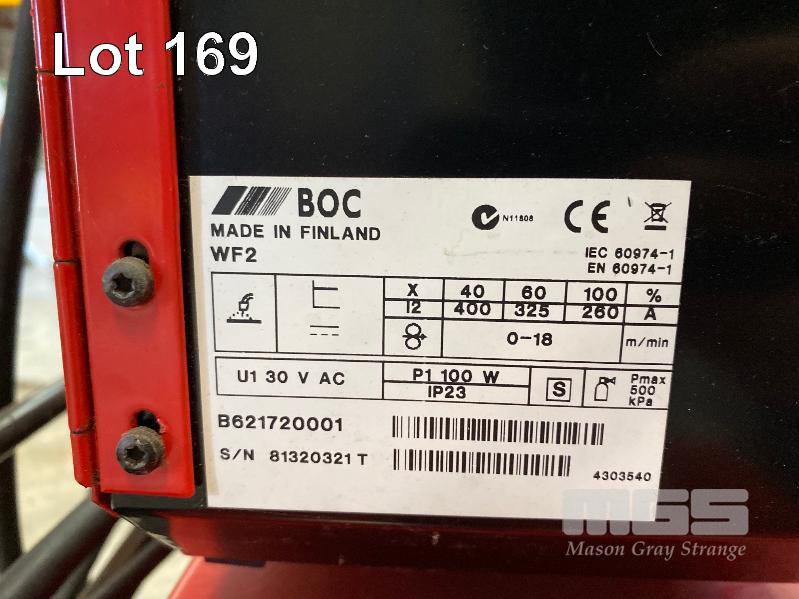 Lot 169
BOC
N11808
CE
MADE IN FINLAND
WF2
IEC 60974-1
EN 60974-1
X 40 60 100 %
I2 400 325 260 A
0-18 m/min
U1 30 V AC
P1 100 W
IP23
S
Pmax
500
kPa
B621720001
S/N 81320321 T
4303540
MGS
Mason Gray Strange